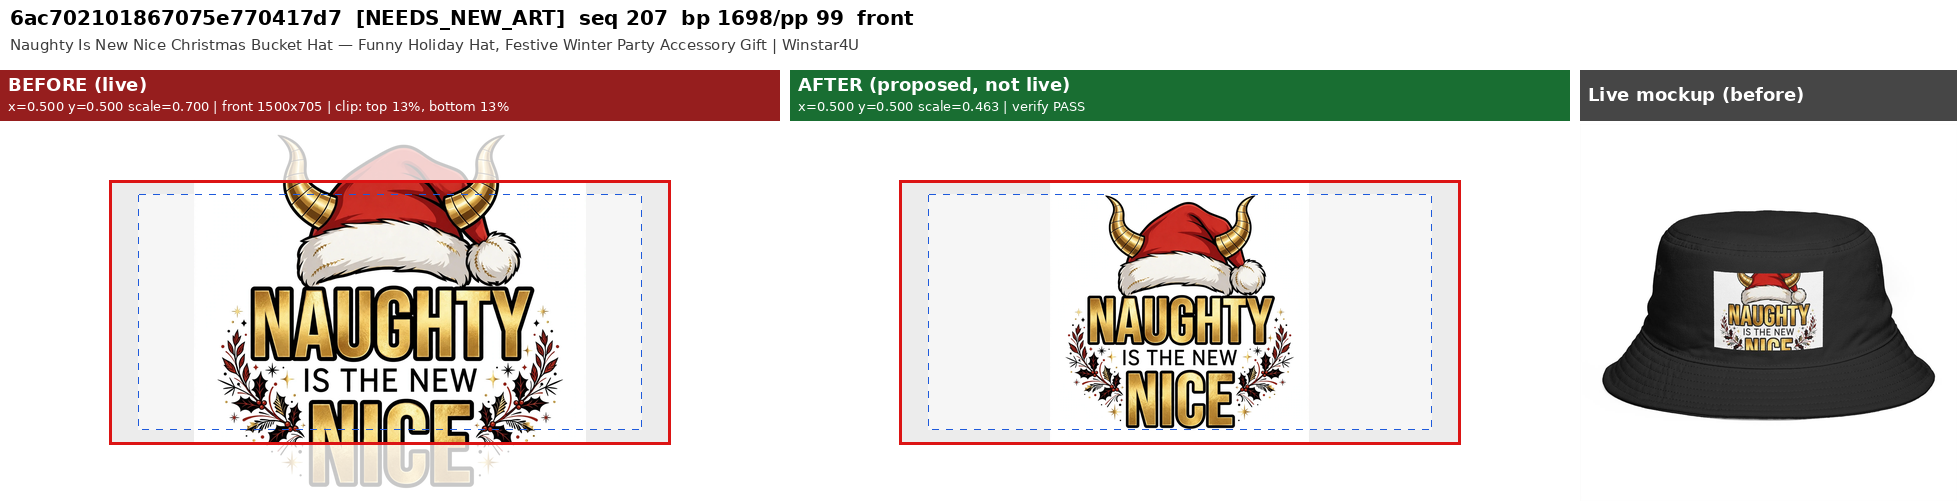 6ac702101867075e770417d7 [NEEDS_NEW_ART] seq 207 bp 1698/pp 99 front
Naughty Is New Nice Christmas Bucket Hat — Funny Holiday Hat, Festive Winter Party Accessory Gift | Winstar4U
BEFORE (live)
x=0.500 y=0.500 scale=0.700 | front 1500x705 | clip: top 13%, bottom 13%
NAUGHTY
IS THE NEW
NICE
AFTER (proposed, not live)
x=0.500 y=0.500 scale=0.463 | verify PASS
NAUGHTY
IS THE NEW
NICE
Live mockup (before)
NAUGHTY
IS THE NEW
NICE